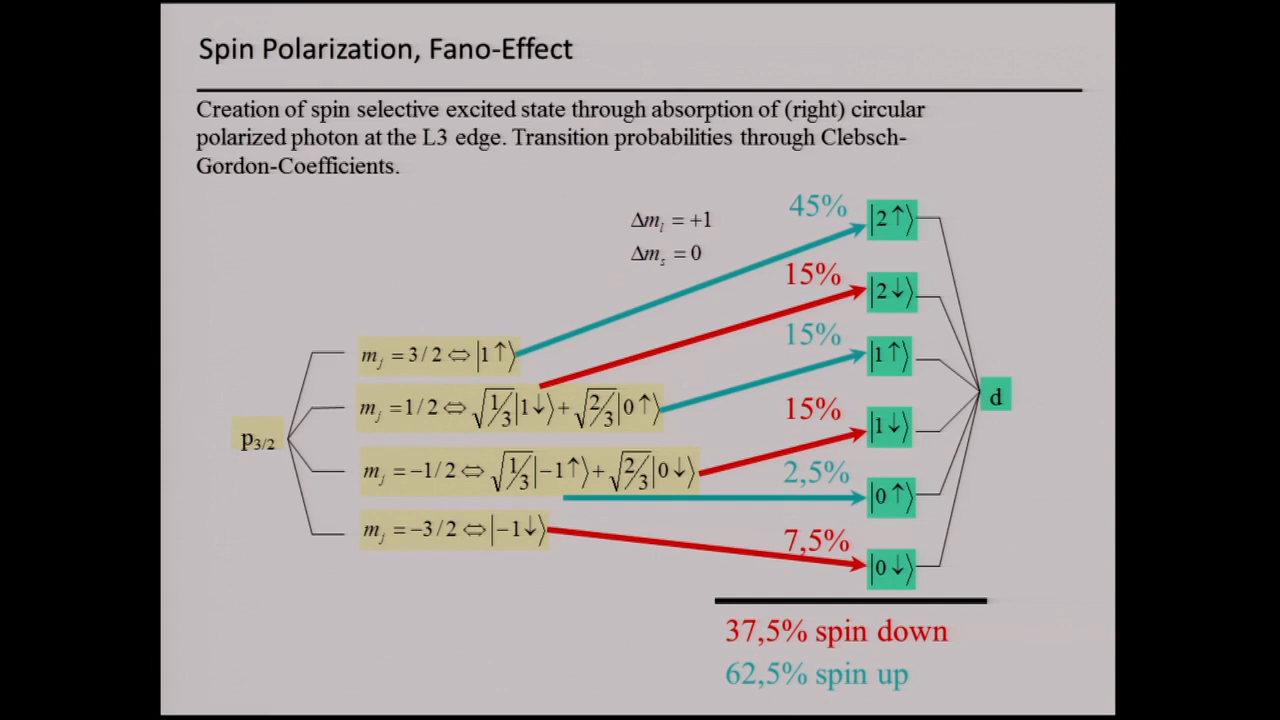 Spin Polarization, Fano-Effect
Creation of spin selective excited state through absorption of (right) circular
polarized photon at the L3 edge. Transition probabilities through Clebsch-
Gordon-Coefficients.
Δm_l = +1
Δm_s = 0
45%
|2↑⟩
15%
|2↓⟩
15%
|1↑⟩
m_j = 3/2 ⇔ |1↑⟩
m_j = 1/2 ⇔ √1/3 |1↓⟩ + √2/3 |0↑⟩
15%
|1↓⟩
d
p3/2
m_j = −1/2 ⇔ √1/3 |−1↑⟩ + √2/3 |0↓⟩
2,5%
|0↑⟩
m_j = −3/2 ⇔ |−1↓⟩
7,5%
|0↓⟩
37,5% spin down
62,5% spin up